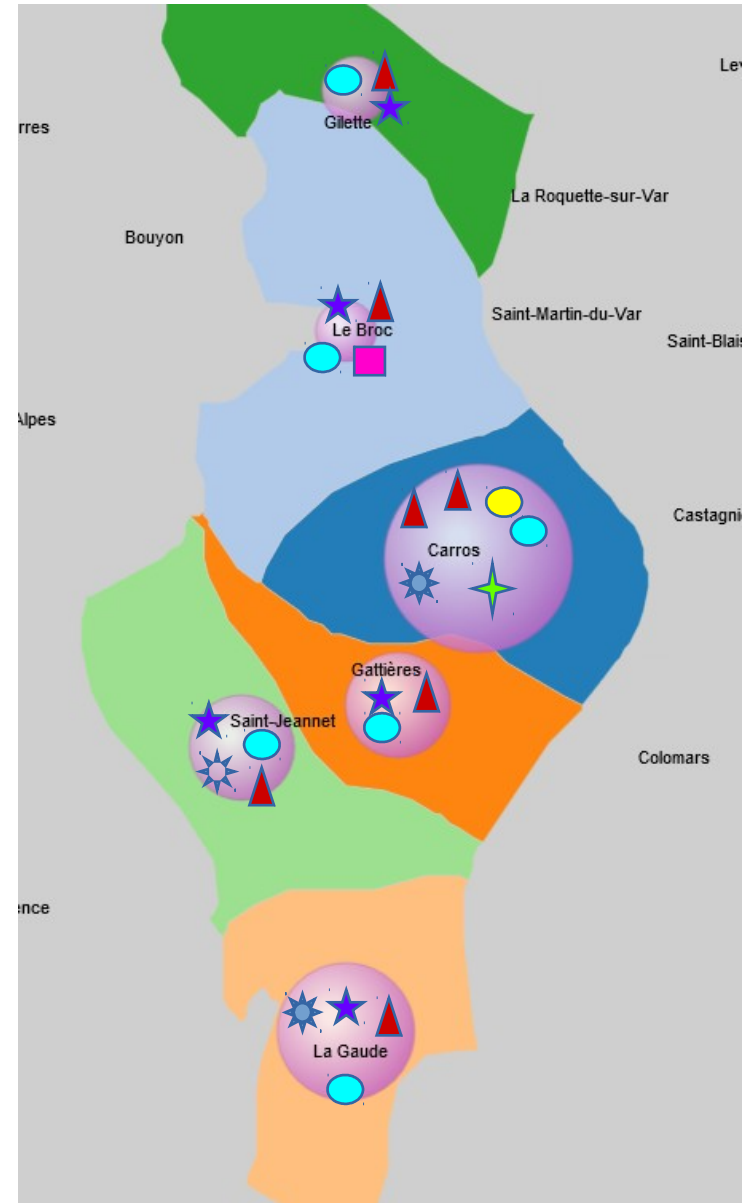 Lev
Gilette
rres
La Roquette-sur-Var
Bouyon
Saint-Martin-du-Var
Le Broc
Saint-Blais
Alpes
Castagni
Carros
Gattières
Saint-Jeannet
Colomars
ence
La Gaude